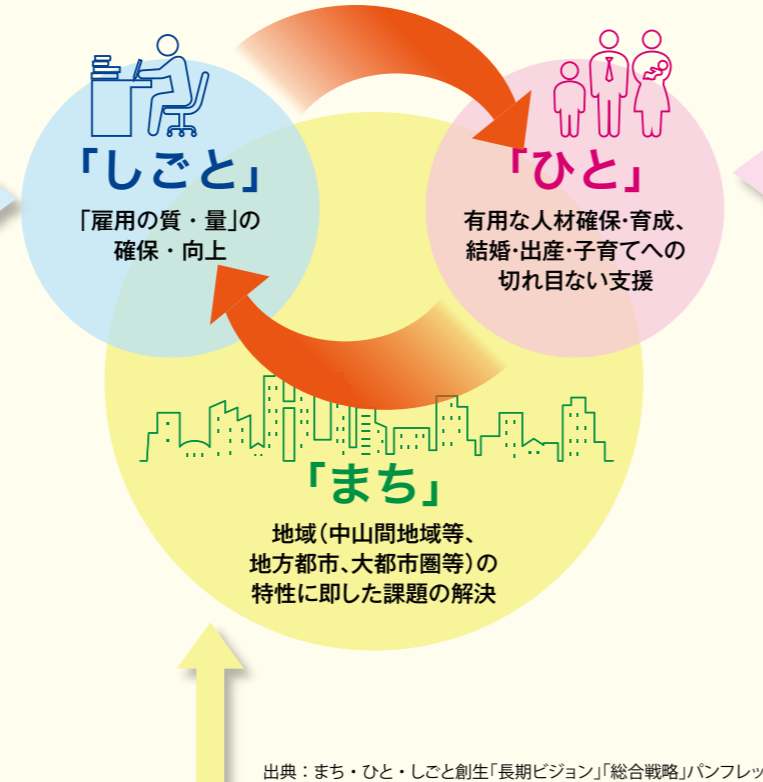 「しごと」
「雇用の質・量」の
確保・向上
「ひと」
有用な人材確保・育成、
結婚・出産・子育てへの
切れ目ない支援
「まち」
地域（中山間地域等、
地方都市、大都市圏等）の
特性に即した課題の解決
出典：まち・ひと・しごと創生「長期ビジョン」「総合戦略」パンフレッ